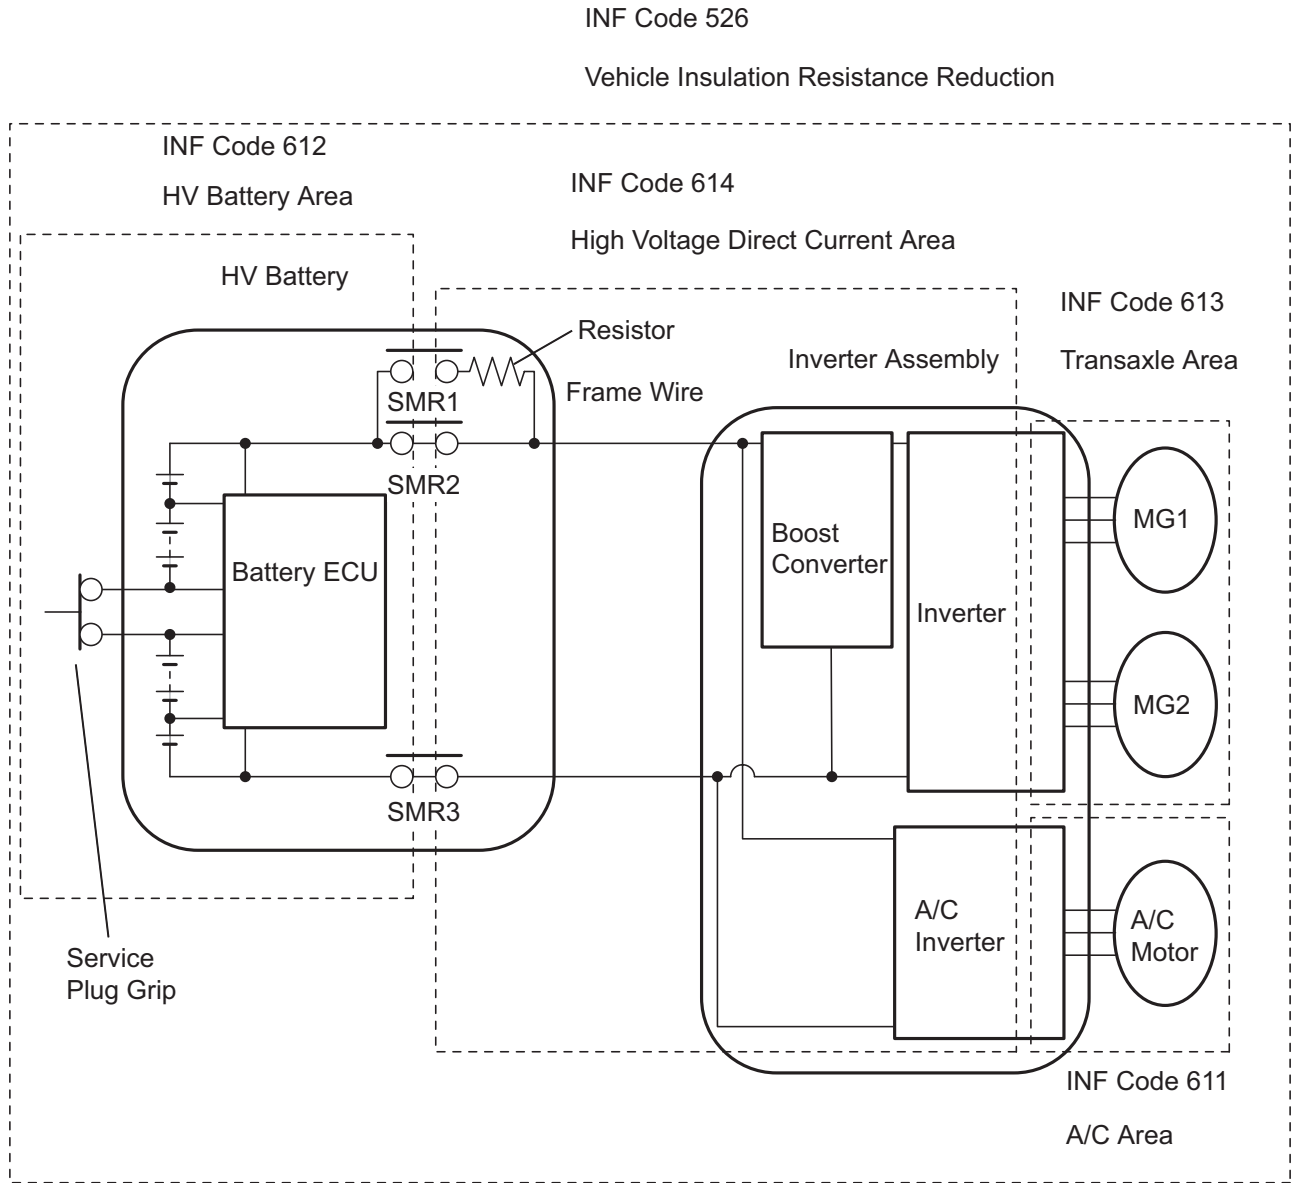 INF Code 526
Vehicle Insulation Resistance Reduction
INF Code 612
HV Battery Area
INF Code 614
High Voltage Direct Current Area
HV Battery
INF Code 613
Transaxle Area
Resistor
Inverter Assembly
Frame Wire
SMR1
SMR2
Battery ECU
Boost
Converter
Inverter
MG1
MG2
SMR3
A/C
Inverter
A/C
Motor
Service
Plug Grip
INF Code 611
A/C Area